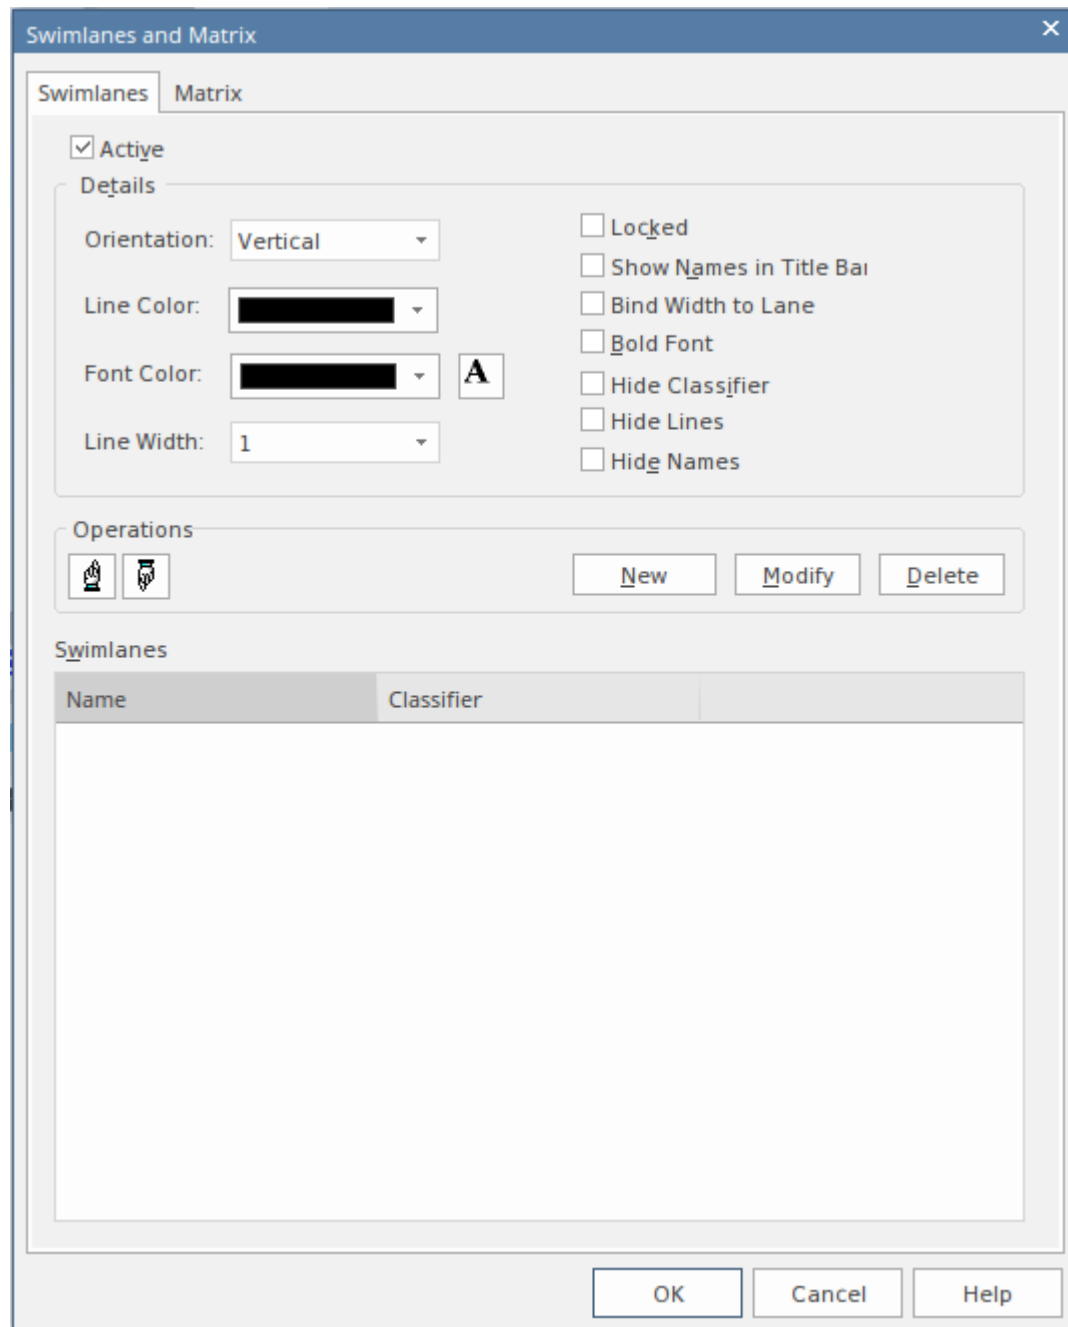 Swimlanes and Matrix
Swimlanes Matrix
Active
Details
Orientation: Vertical
Line Color:
Font Color: A
Line Width: 1
Locked
Show Names in Title Bar
Bind Width to Lane
Bold Font
Hide Classifier
Hide Lines
Hide Names
Operations
New Modify Delete
Swimlanes
Name Classifier
OK Cancel Help